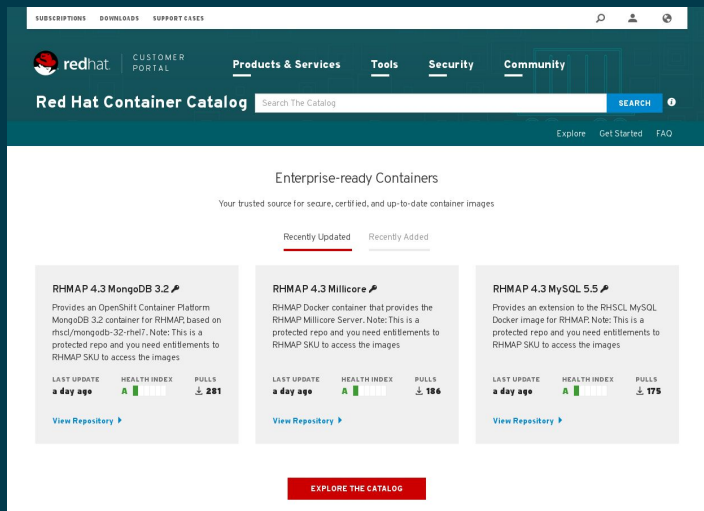 SUBSCRIPTIONS DOWNLOADS SUPPORT CASES
redhat. CUSTOMER PORTAL
Products & Services Tools Security Community
Red Hat Container Catalog Search The Catalog SEARCH
Explore Get Started FAQ
Enterprise-ready Containers
Your trusted source for secure, certified, and up-to-date container images
Recently Updated Recently Added
RHMAP 4.3 MongoDB 3.2
Provides an OpenShift Container Platform
MongoDB 3.2 container for RHMAP, based on
rhscl/mongodb-32-rhel7. Note: This is a
protected repo and you need entitlements to
RHMAP SKU to access the images
LAST UPDATE HEALTH INDEX PULLS
a day ago A 281
View Repository
RHMAP 4.3 Millicore
RHMAP Docker container that provides the
RHMAP Millicore Server. Note: This is a
protected repo and you need entitlements to
RHMAP SKU to access the images
LAST UPDATE HEALTH INDEX PULLS
a day ago A 186
View Repository
RHMAP 4.3 MySQL 5.5
Provides an extension to the RHSCL MySQL
Docker image for RHMAP. Note: This is a
protected repo and you need entitlements to
RHMAP SKU to access the images
LAST UPDATE HEALTH INDEX PULLS
a day ago A 175
View Repository
EXPLORE THE CATALOG